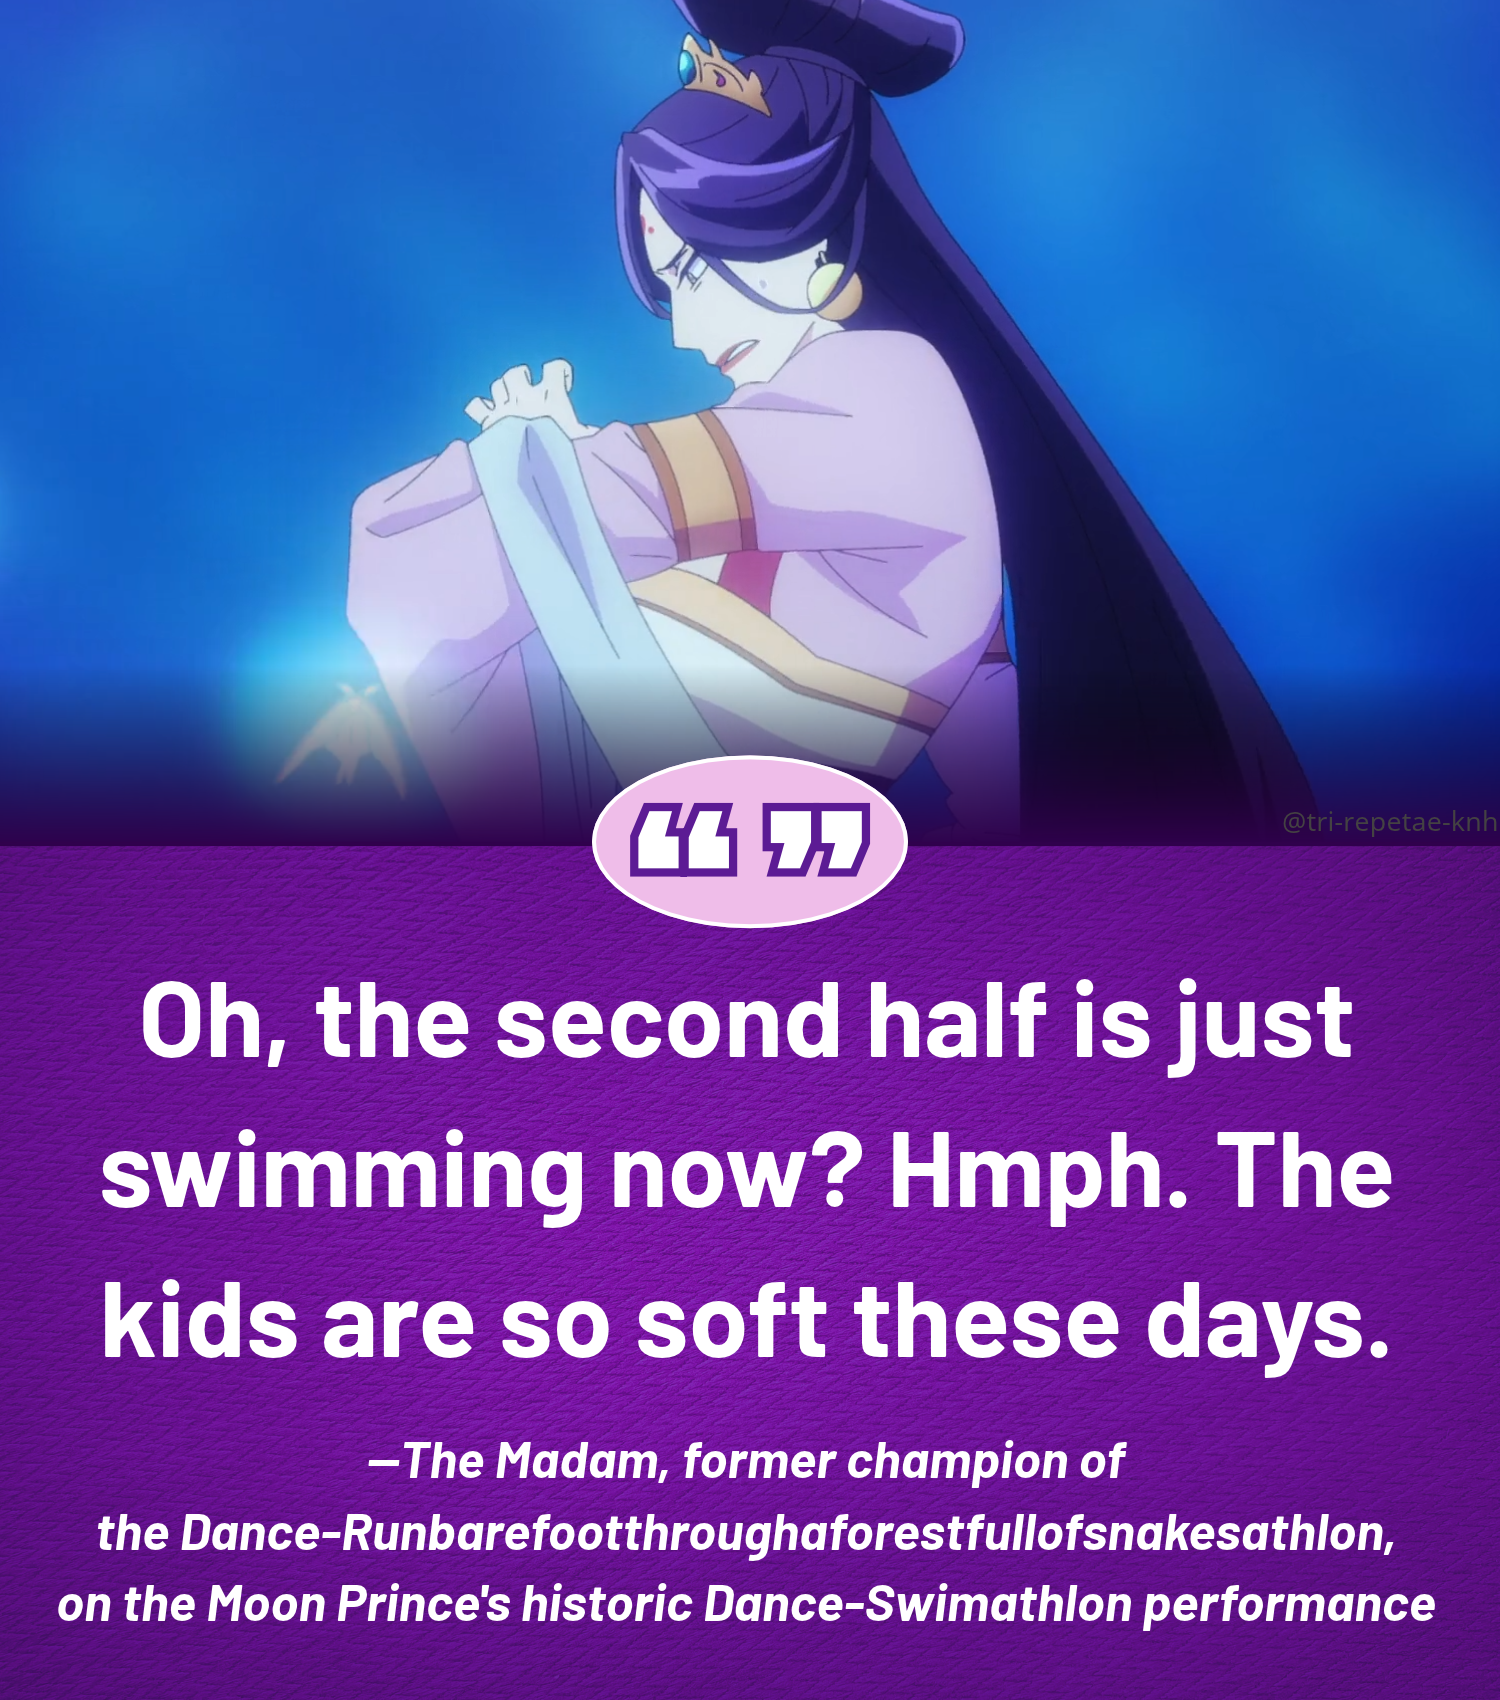 @tri-repetae-knh
❝ ❞
Oh, the second half is just
swimming now? Hmph. The
kids are so soft these days.
—The Madam, former champion of
the Dance-Runbarefootthroughaforestfullofsnakesathlon,
on the Moon Prince's historic Dance-Swimathlon performance